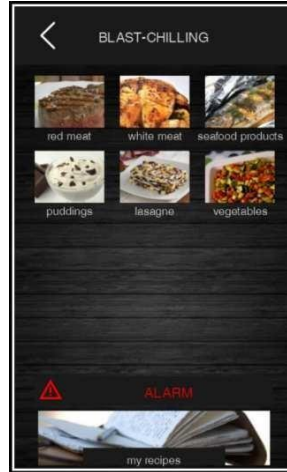 BLAST-CHILLING
red meat white meat seafood products
puddings lasagne vegetables
ALARM
my recipes